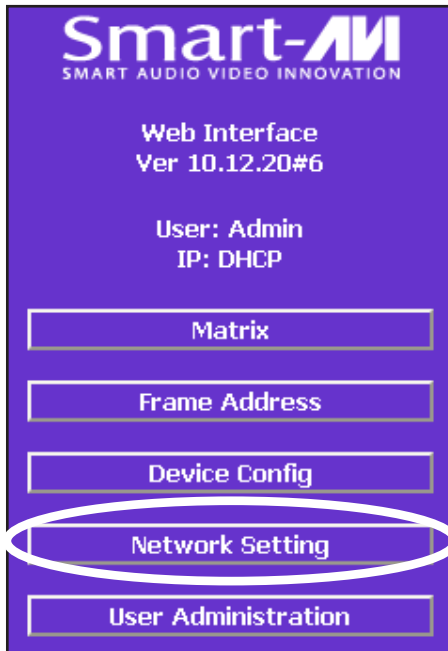 Smart-AVI
SMART AUDIO VIDEO INNOVATION
Web Interface
Ver 10.12.20#6
User: Admin
IP: DHCP
Matrix
Frame Address
Device Config
Network Setting
User Administration